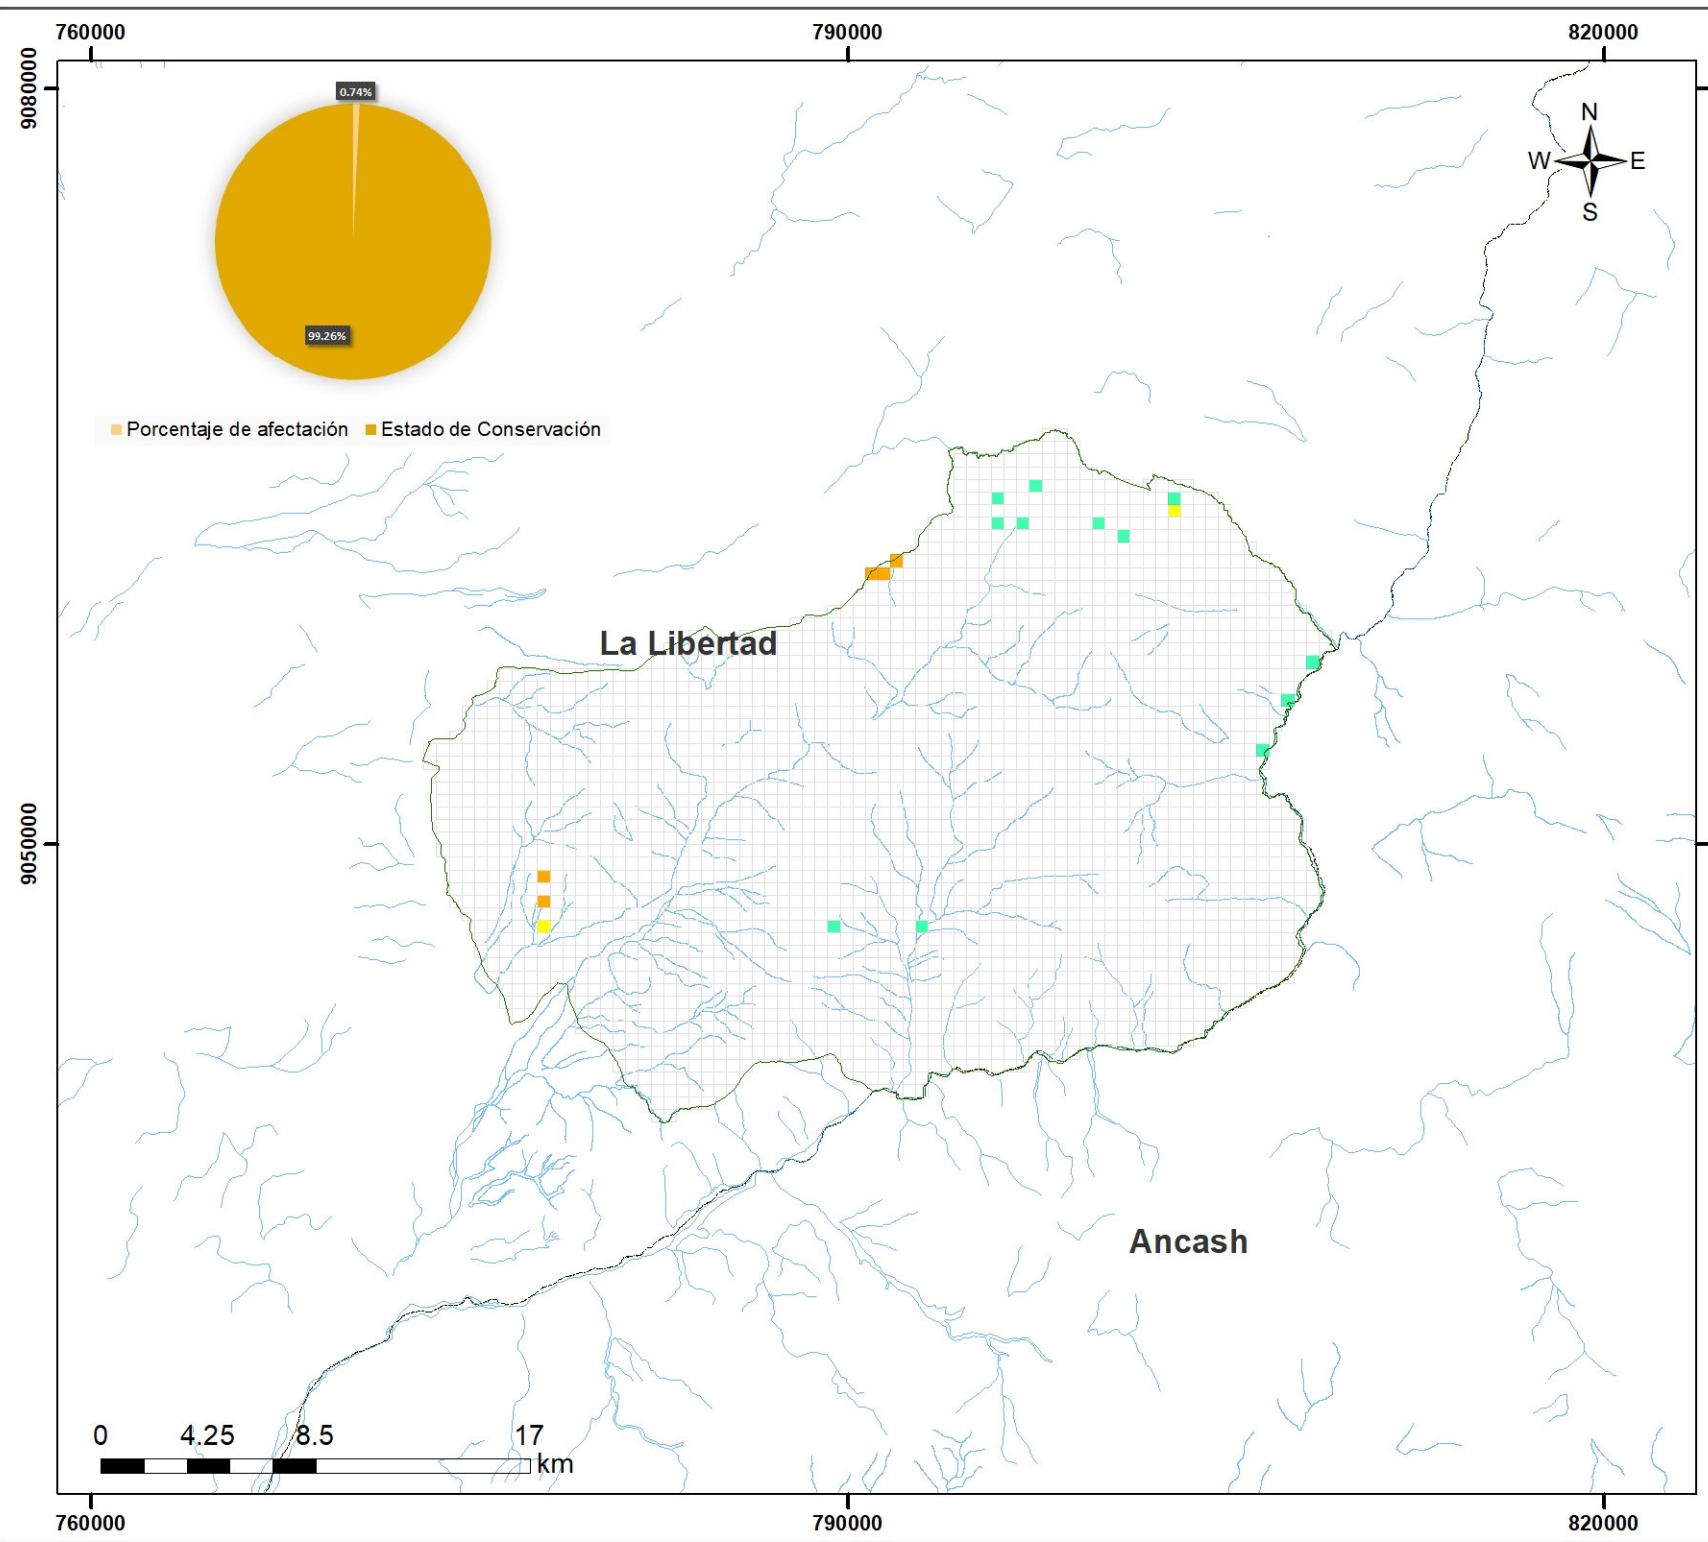 760000 790000 820000
9080000
0.74%
N
W E
S
99.26%
Porcentaje de afectación Estado de Conservación
La Libertad
9050000
Ancash
0 4.25 8.5 17
km
760000 790000 820000